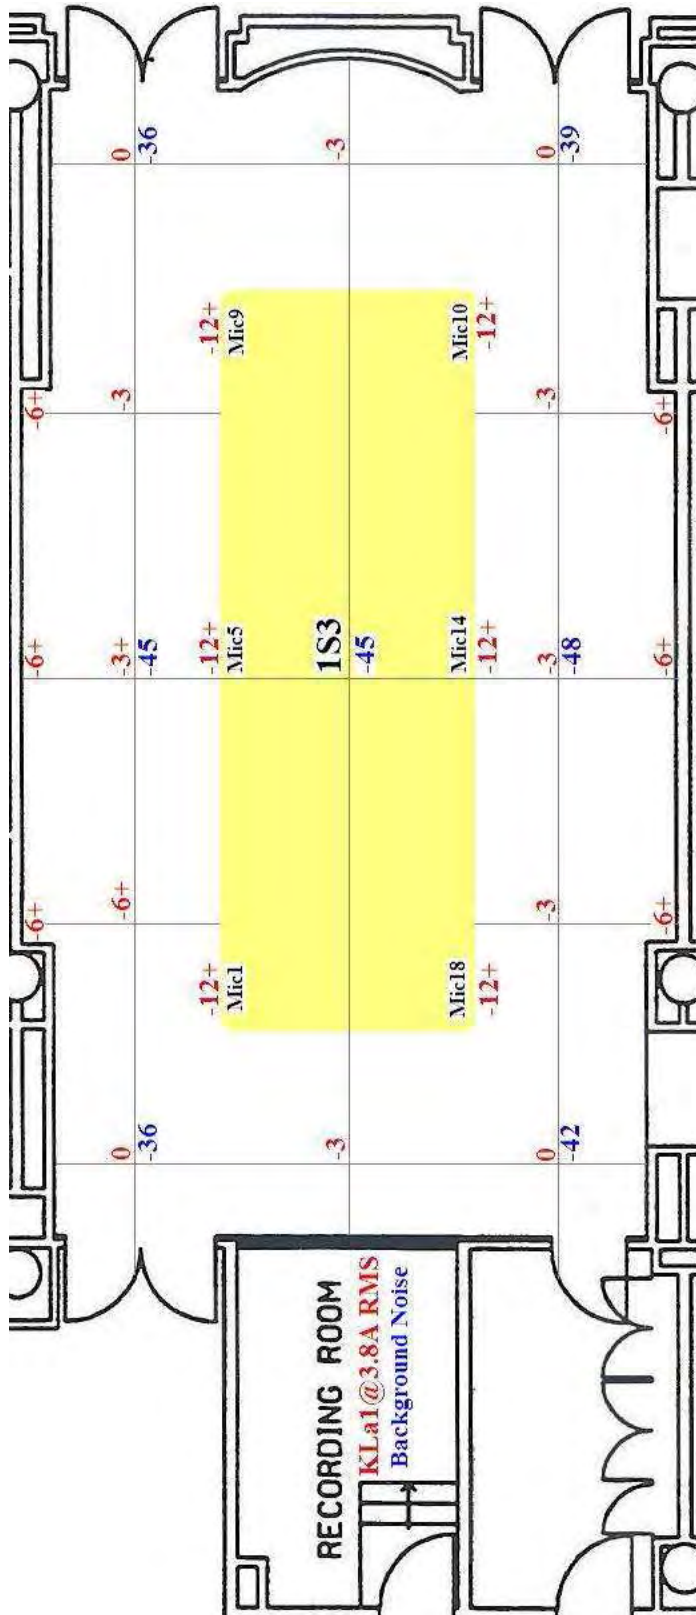 -6+ -6+ -6+
0 -6+ -3+ -3 0
-36 -45 -36
-12+ -12+ -12+
Mic1 Mic5 Mic9
RECORDING ROOM -3 1S3 -3
KLa1@3.8A RMS -45
Background Noise
Mic18 Mic14 Mic10
-12+ -12+ -12+
0 -3 -3 -3 0
-42 -48 -39
-6+ -6+ -6+